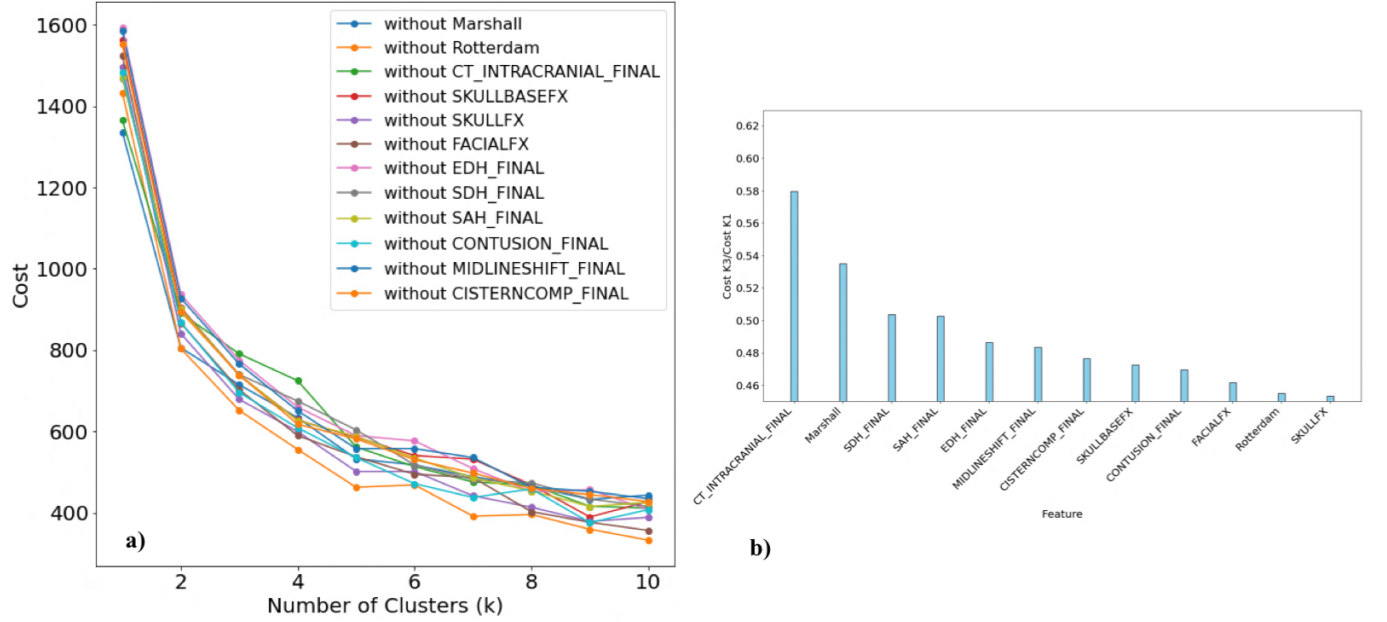 1600
1400
1200
1000
800
600
400
Cost
2 4 6 8 10
Number of Clusters (k)
without Marshall
without Rotterdam
without CT_INTRACRANIAL_FINAL
without SKULLBASEFX
without SKULLFX
without FACIALFX
without EDH_FINAL
without SDH_FINAL
without SAH_FINAL
without CONTUSION_FINAL
without MIDLINESHIFT_FINAL
without CISTERNCOMP_FINAL
a)
0.62
0.60
0.58
0.56
0.54
0.52
0.50
0.48
0.46
Cost K3/Cost K1
CT_INTRACRANIAL_FINAL
Marshall
SDH_FINAL
SAH_FINAL
EDH_FINAL
MIDLINESHIFT_FINAL
CISTERNCOMP_FINAL
SKULLBASEFX
CONTUSION_FINAL
FACIALFX
Rotterdam
SKULLFX
Feature
b)